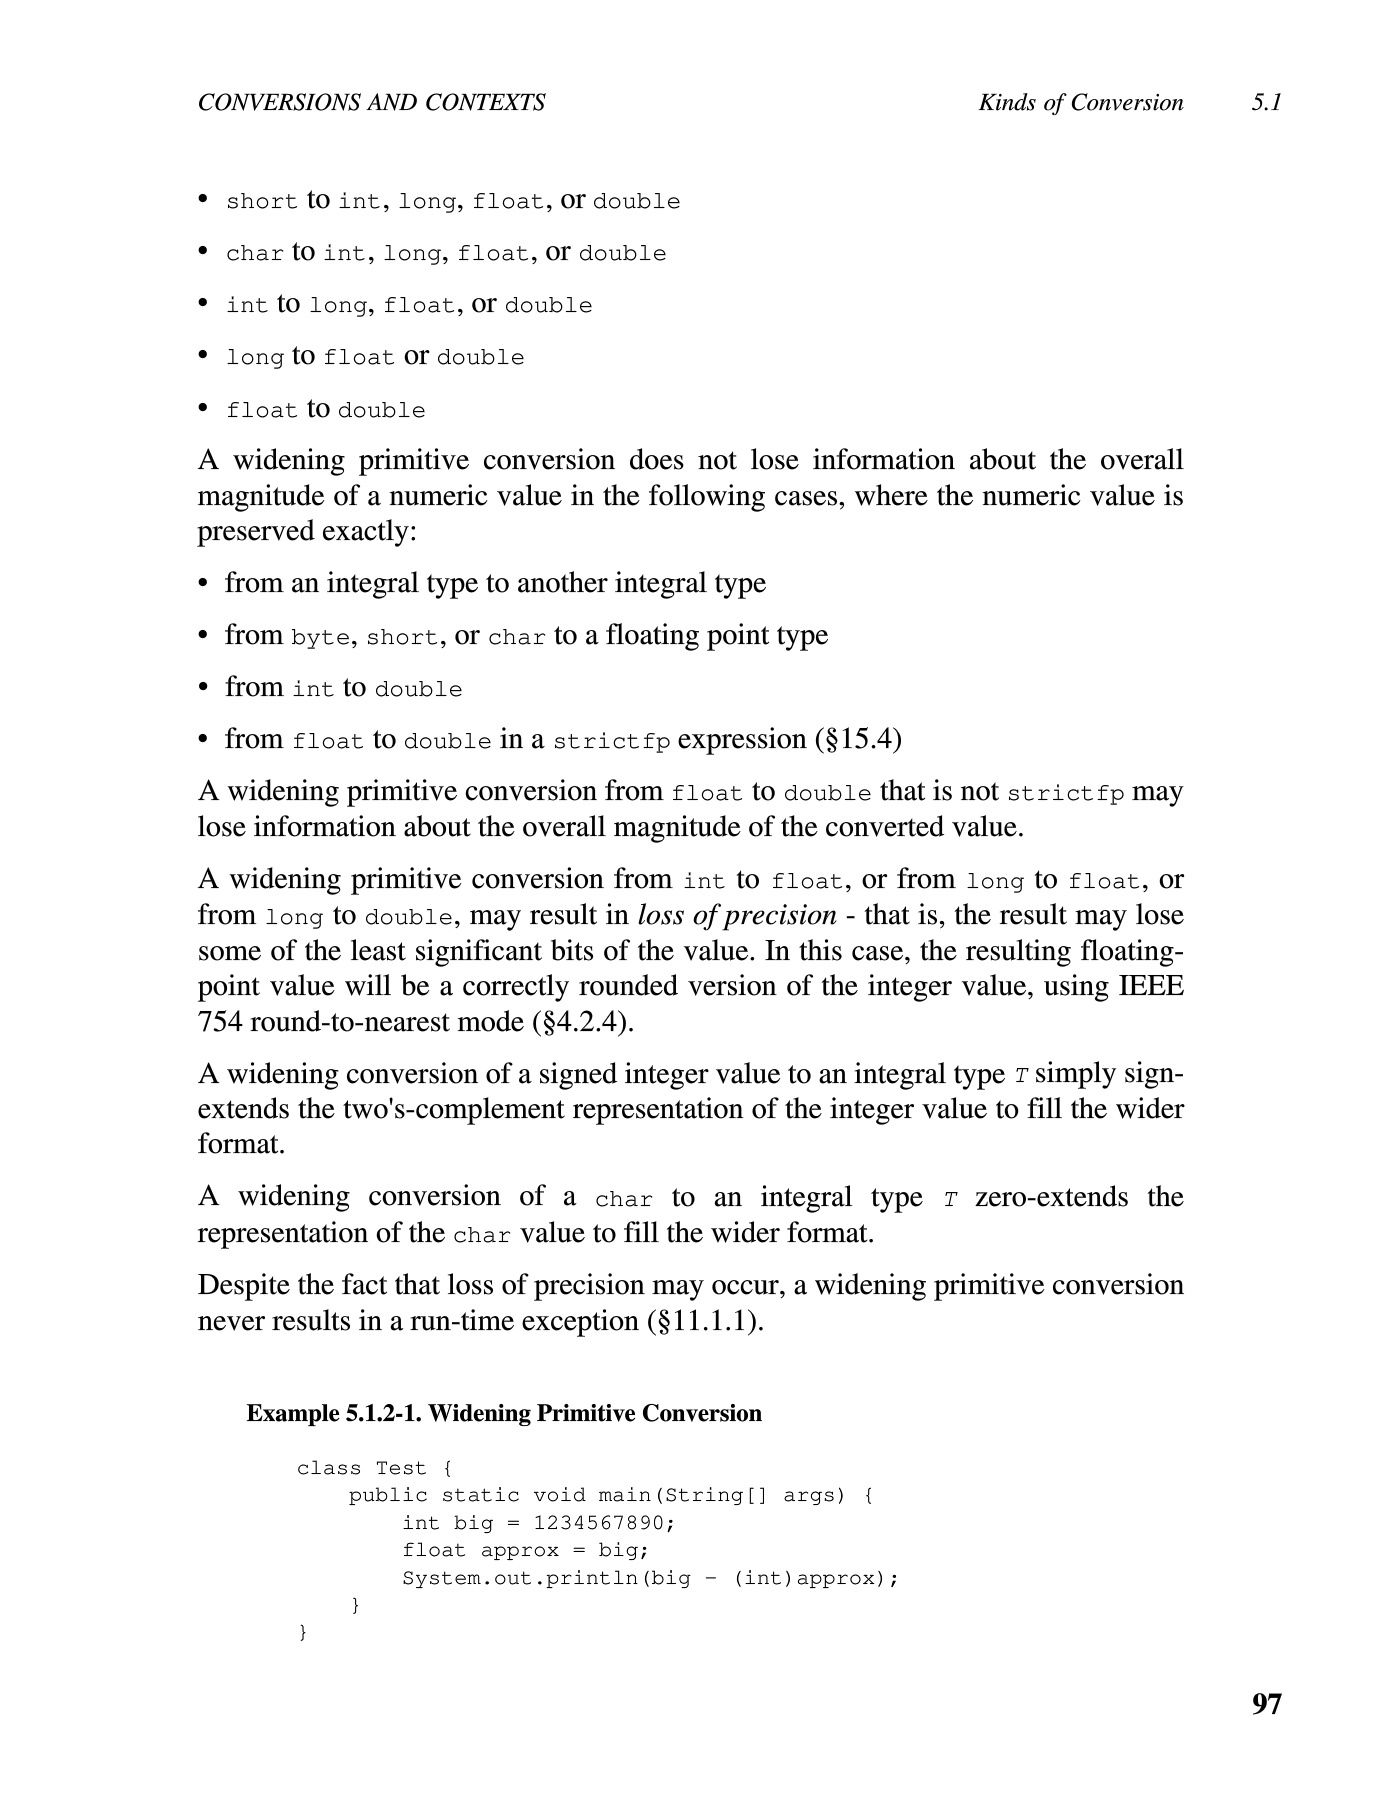 CONVERSIONS AND CONTEXTS Kinds of Conversion 5.1
• short to int, long, float, or double
• char to int, long, float, or double
• int to long, float, or double
• long to float or double
• float to double
A widening primitive conversion does not lose information about the overall
magnitude of a numeric value in the following cases, where the numeric value is
preserved exactly:
• from an integral type to another integral type
• from byte, short, or char to a floating point type
• from int to double
• from float to double in a strictfp expression (§15.4)
A widening primitive conversion from float to double that is not strictfp may
lose information about the overall magnitude of the converted value.
A widening primitive conversion from int to float, or from long to float, or
from long to double, may result in loss of precision - that is, the result may lose
some of the least significant bits of the value. In this case, the resulting floating-
point value will be a correctly rounded version of the integer value, using IEEE
754 round-to-nearest mode (§4.2.4).
A widening conversion of a signed integer value to an integral type T simply sign-
extends the two's-complement representation of the integer value to fill the wider
format.
A widening conversion of a char to an integral type T zero-extends the
representation of the char value to fill the wider format.
Despite the fact that loss of precision may occur, a widening primitive conversion
never results in a run-time exception (§11.1.1).
Example 5.1.2-1. Widening Primitive Conversion
class Test {
    public static void main(String[] args) {
        int big = 1234567890;
        float approx = big;
        System.out.println(big - (int)approx);
    }
}
97